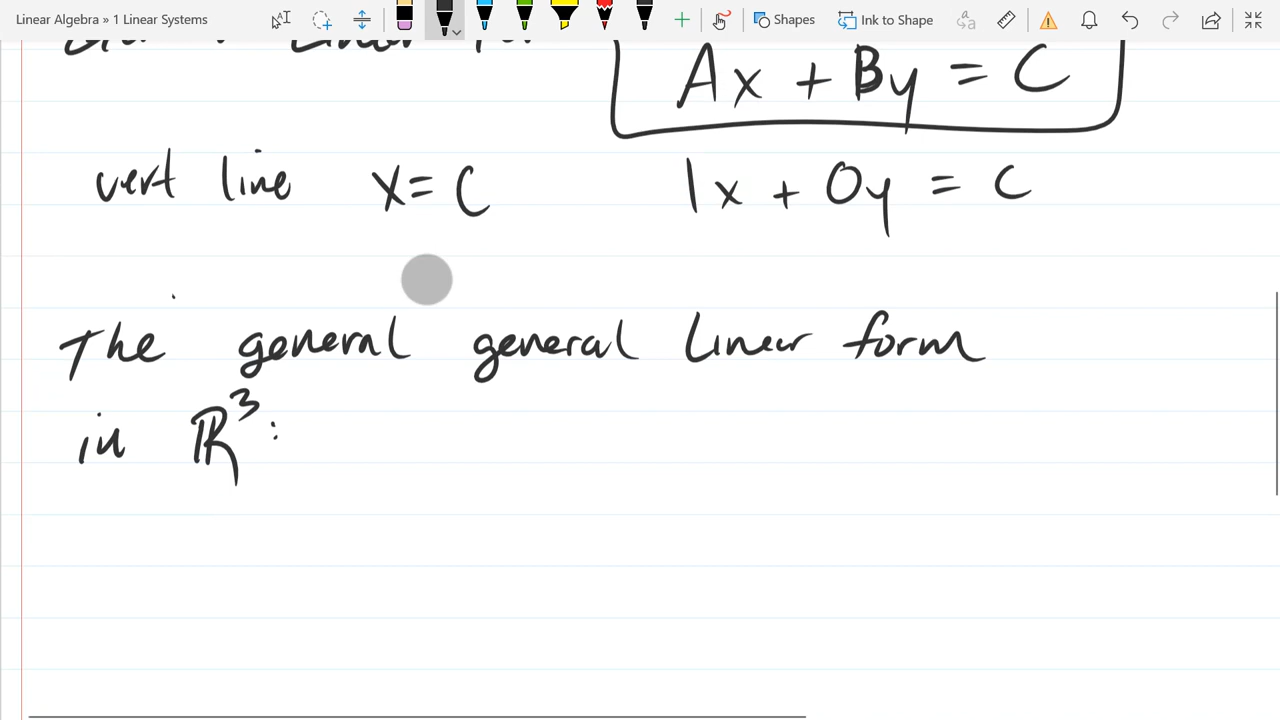 Linear Algebra » 1 Linear Systems
Shapes
Ink to Shape
Linear
Ax + By = C
vert line x = C 1x + 0y = C
The general general Linear form
in ℝ³: